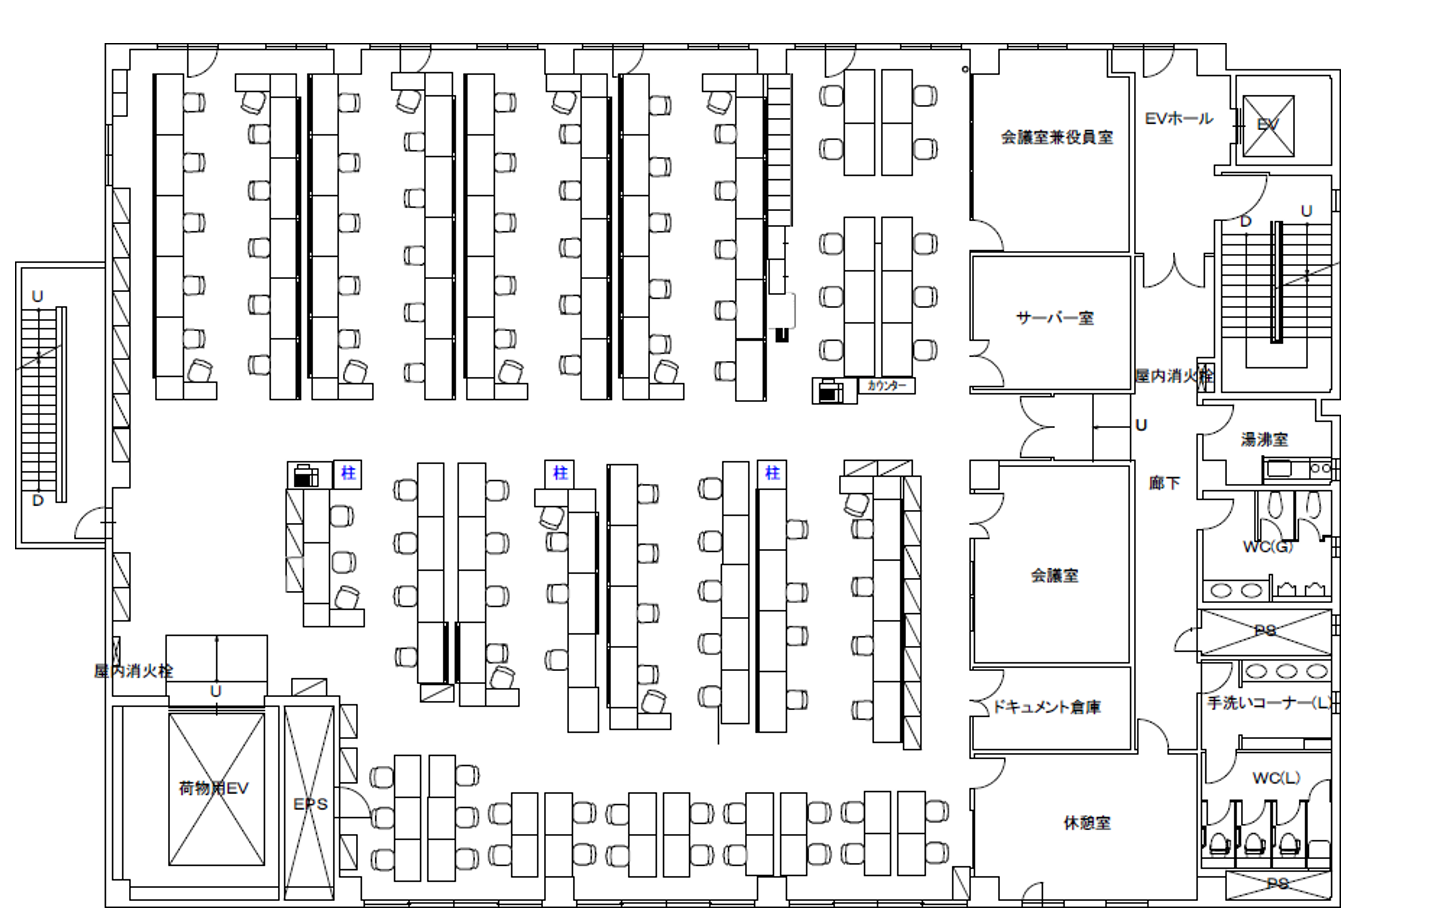 EVホール
EV
会議室兼役員室
D
U
U
サーバー室
屋内消火栓
カウンター
U
湯沸室
柱
柱
柱
廊下
D
WC(G)
会議室
PS
屋内消火栓
U
手洗いコーナー(L)
ドキュメント倉庫
WC(L)
荷物用EV
EPS
休憩室
PS